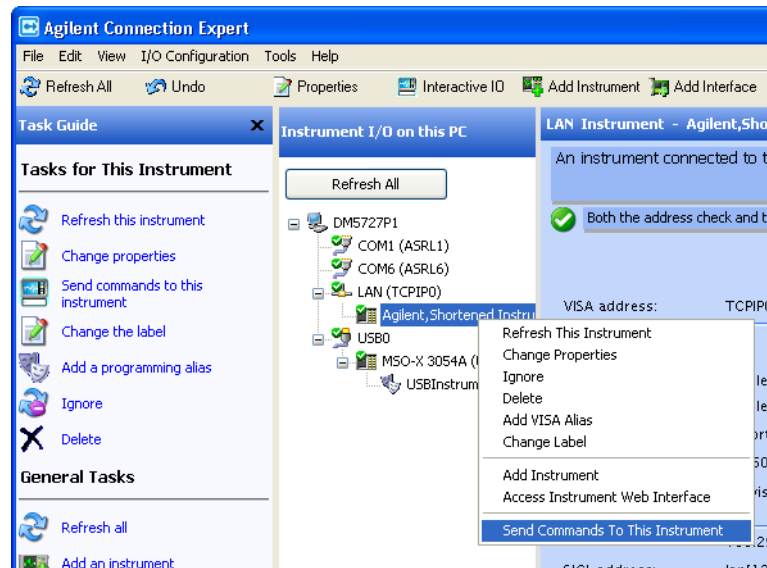 Agilent Connection Expert
File Edit View I/O Configuration Tools Help
Refresh All Undo Properties Interactive IO Add Instrument Add Interface
Task Guide
Tasks for This Instrument
Refresh this instrument
Change properties
Send commands to this
instrument
Change the label
Add a programming alias
Ignore
Delete
General Tasks
Refresh all
Add an instrument
Instrument I/O on this PC
Refresh All
DM5727P1
COM1 (ASRL1)
COM6 (ASRL6)
LAN (TCPIP0)
Agilent,Shortened Instru
USB0
MSO-X 3054A (
USBInstrum
LAN Instrument - Agilent,Sho
An instrument connected to t
Both the address check and t
VISA address: TCPIP
Refresh This Instrument
Change Properties
Ignore
Delete
Add VISA Alias
Change Label
Add Instrument
Access Instrument Web Interface
Send Commands To This Instrument